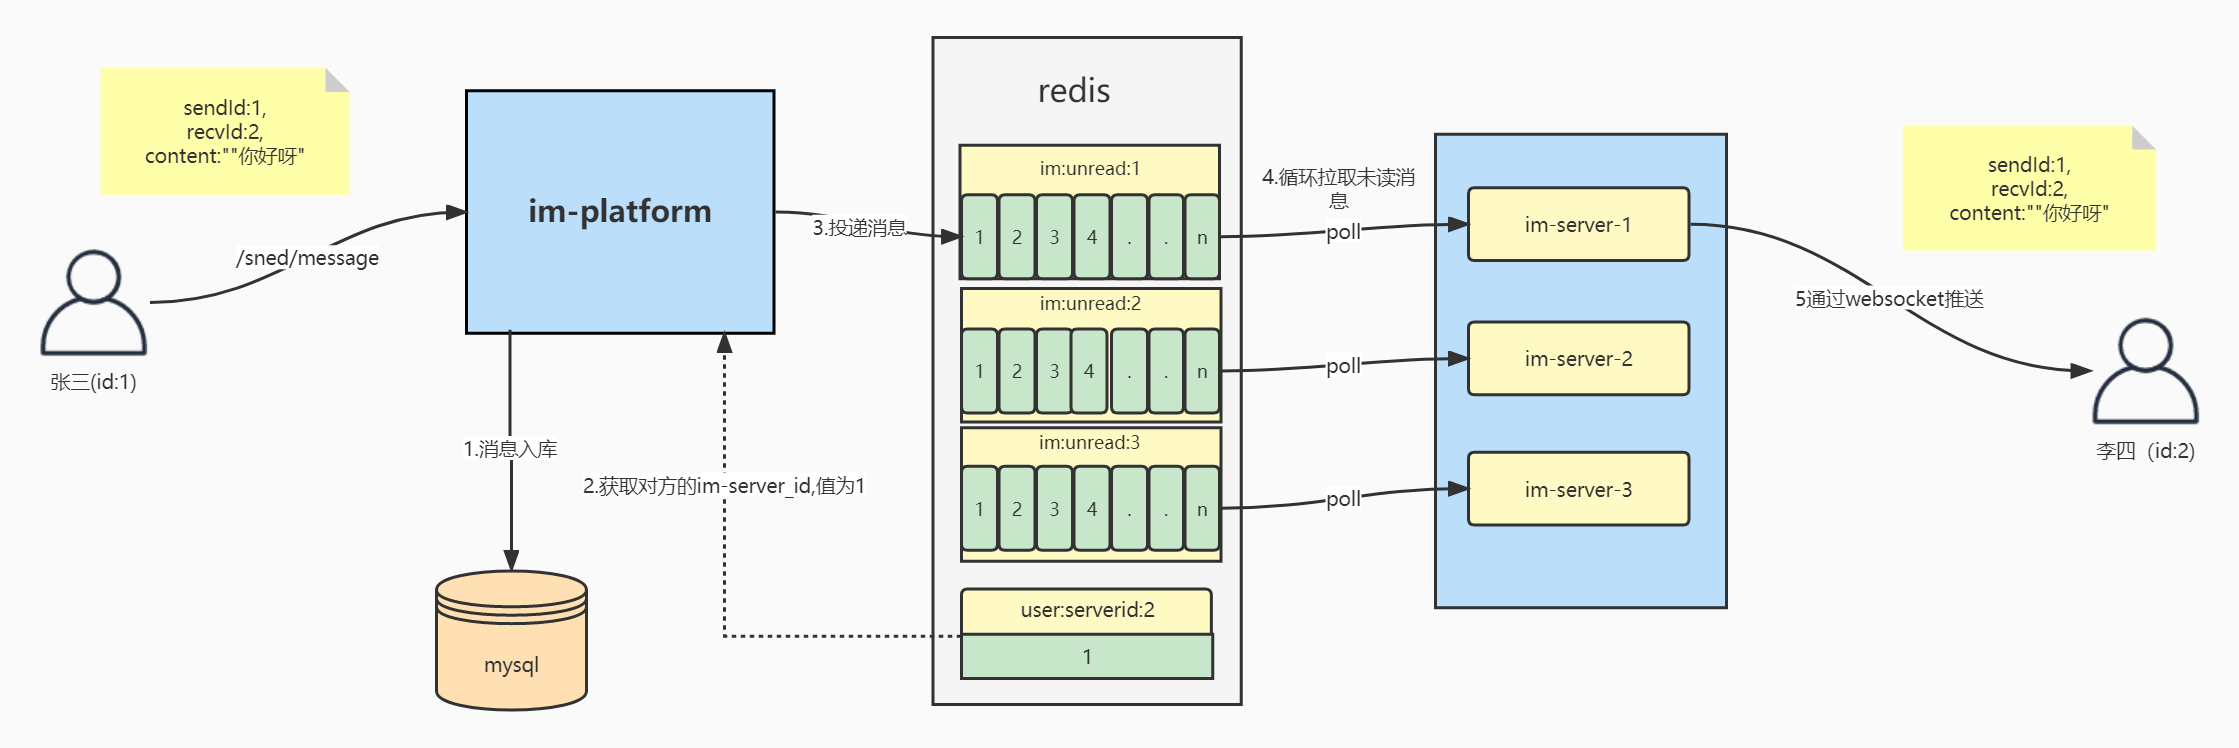 sendId:1,
recvId:2,
content:""你好呀"
/sned/message
张三(id:1)
im-platform
1.消息入库
mysql
2.获取对方的im-server_id,值为1
3.投递消息
redis
im:unread:1
1 2 3 4 . . n
im:unread:2
1 2 3 4 . . n
im:unread:3
1 2 3 4 . . n
user:serverid:2
1
4.循环拉取未读消
息
poll
poll
poll
im-server-1
im-server-2
im-server-3
5通过websocket推送
sendId:1,
recvId:2,
content:""你好呀"
李四（id:2)